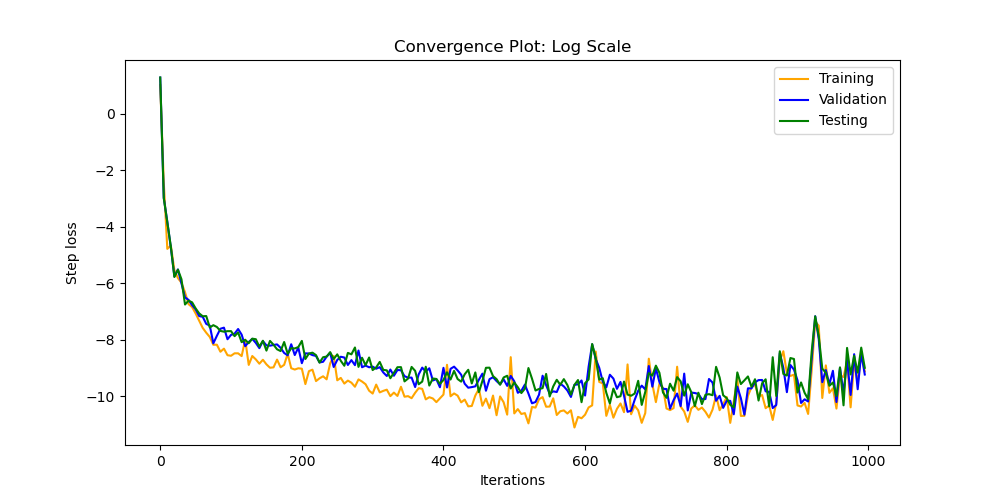 Convergence Plot: Log Scale
Training
Validation
Testing
Step loss
0
−2
−4
−6
−8
−10
0 200 400 600 800 1000
Iterations